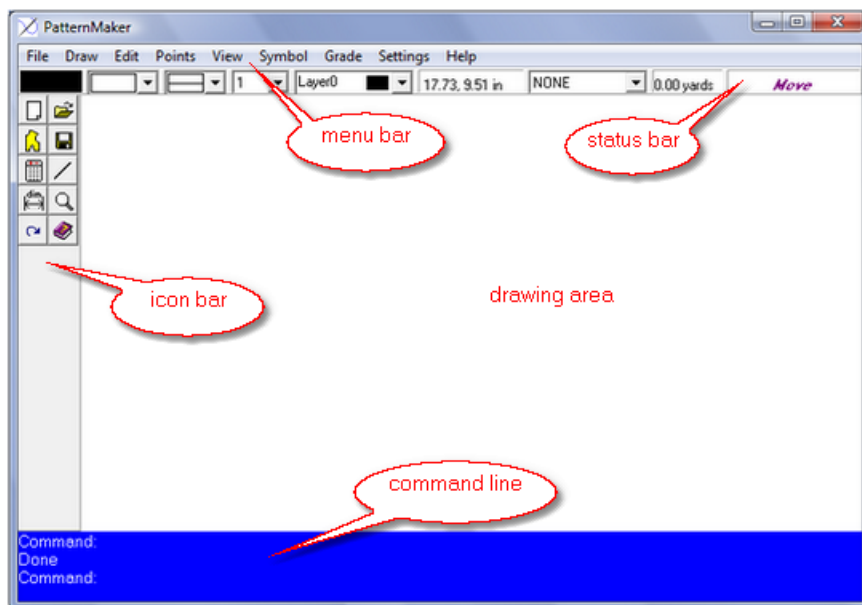 PatternMaker
File Draw Edit Points View Symbol Grade Settings Help
1 Layer0 17.73, 9.51 in NONE 0.00 yards Move
menu bar
status bar
icon bar
drawing area
command line
Command:
Done
Command: